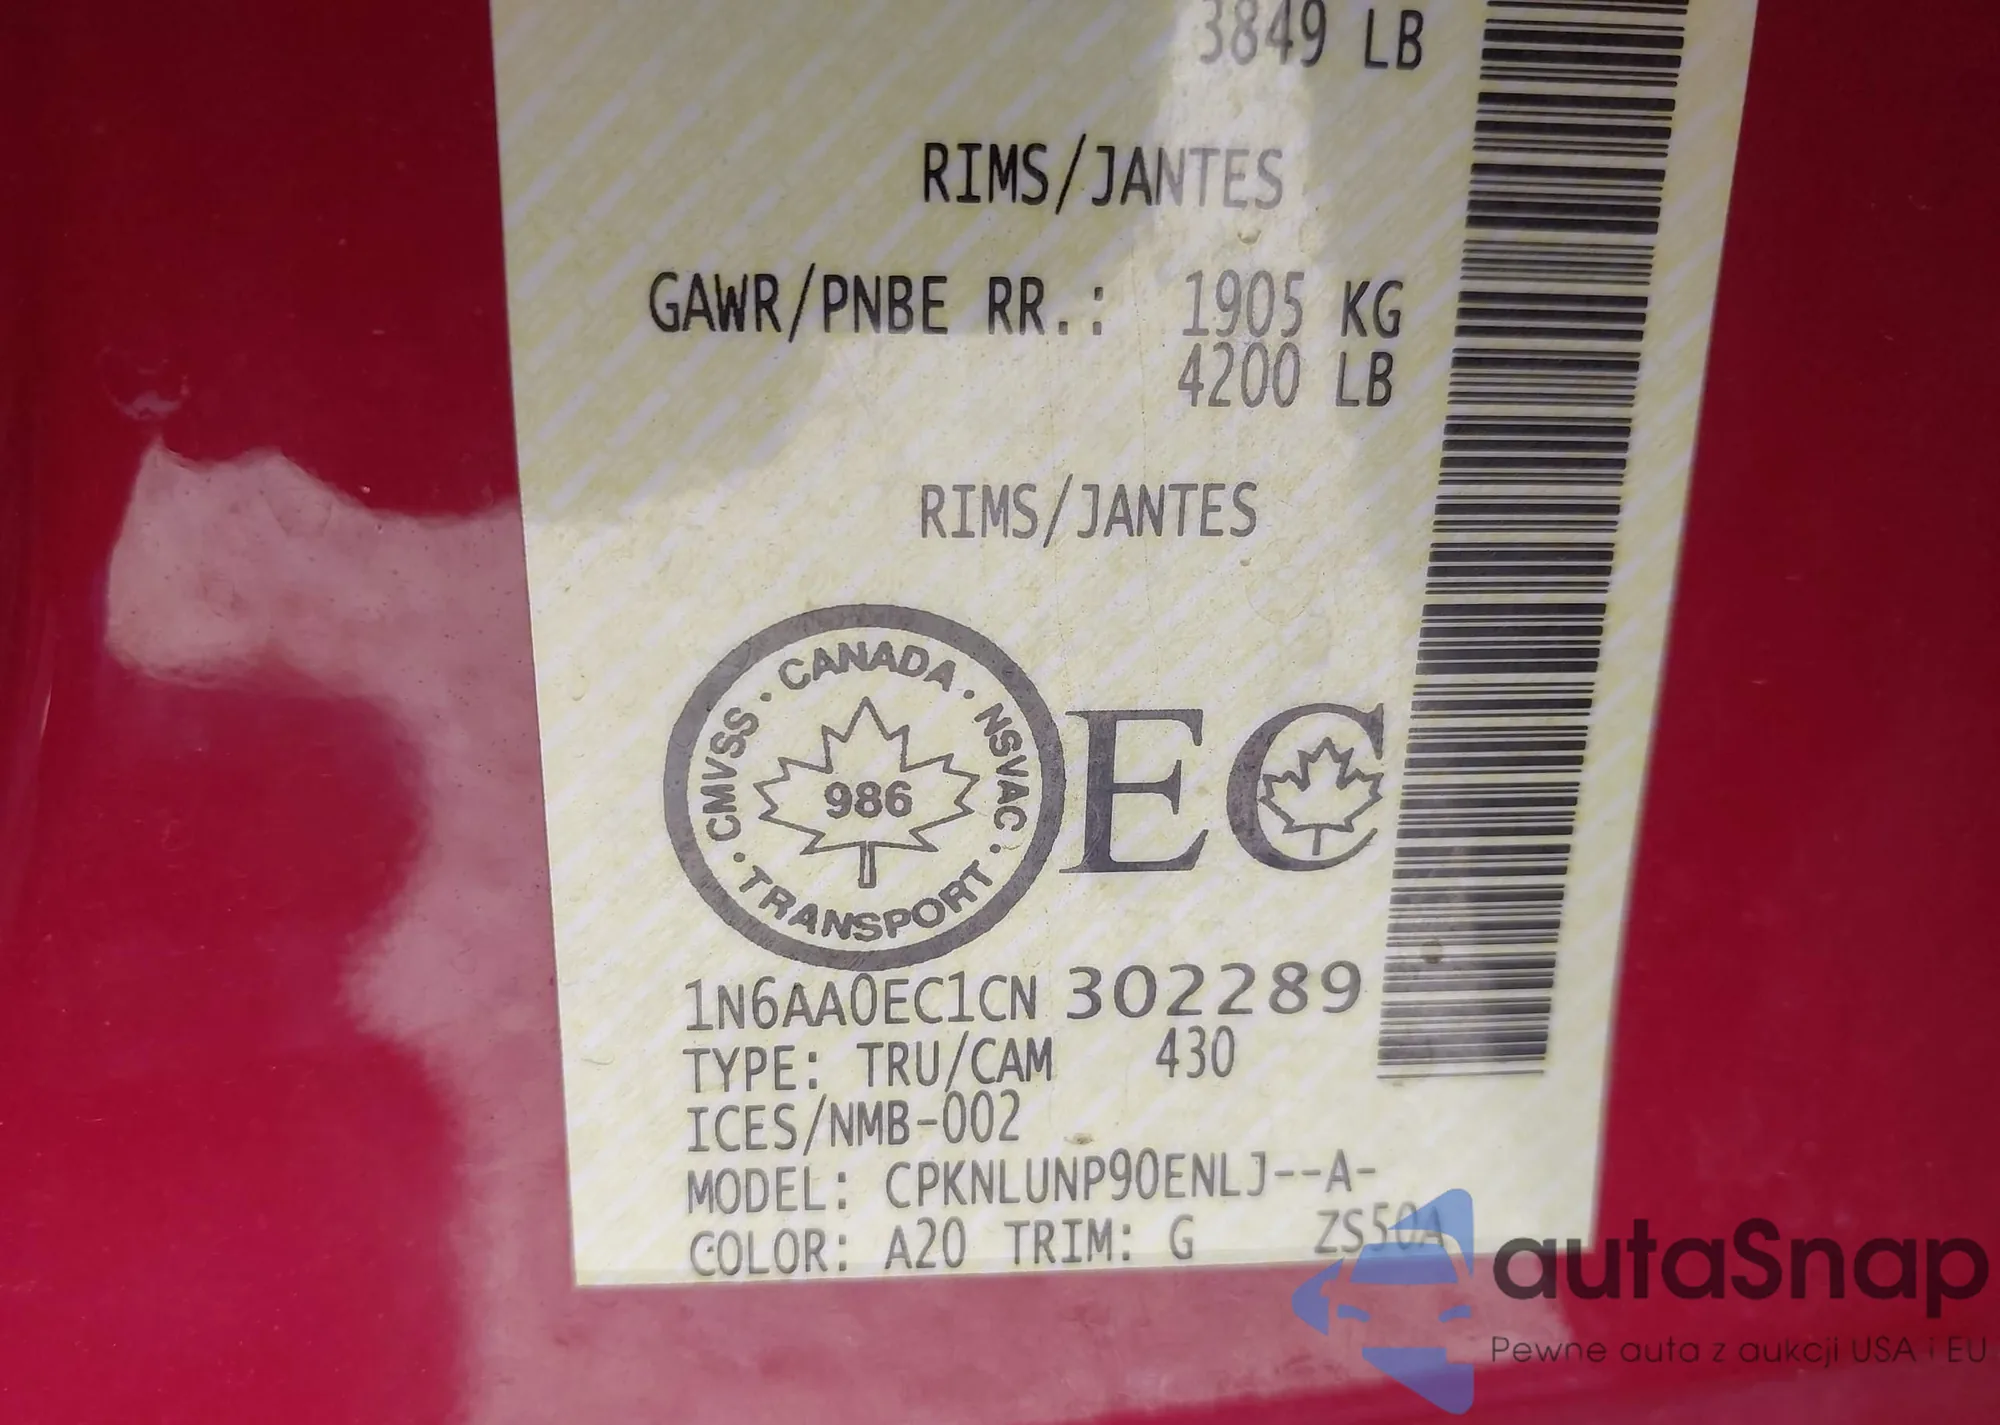 3849 LB
RIMS/JANTES
GAWR/PNBE RR.: 1905 KG
4200 LB
RIMS/JANTES
CANADA · NSVAC · TRANSPORT · CMVSS ·
986
EC
1N6AA0EC1CN302289
TYPE: TRU/CAM 430
ICES/NMB-002
MODEL: CPKNLUNP90ENLJ--A-
COLOR: A20 TRIM: G ZS50A
autaSnap
Pewne auta z aukcji USA i EU